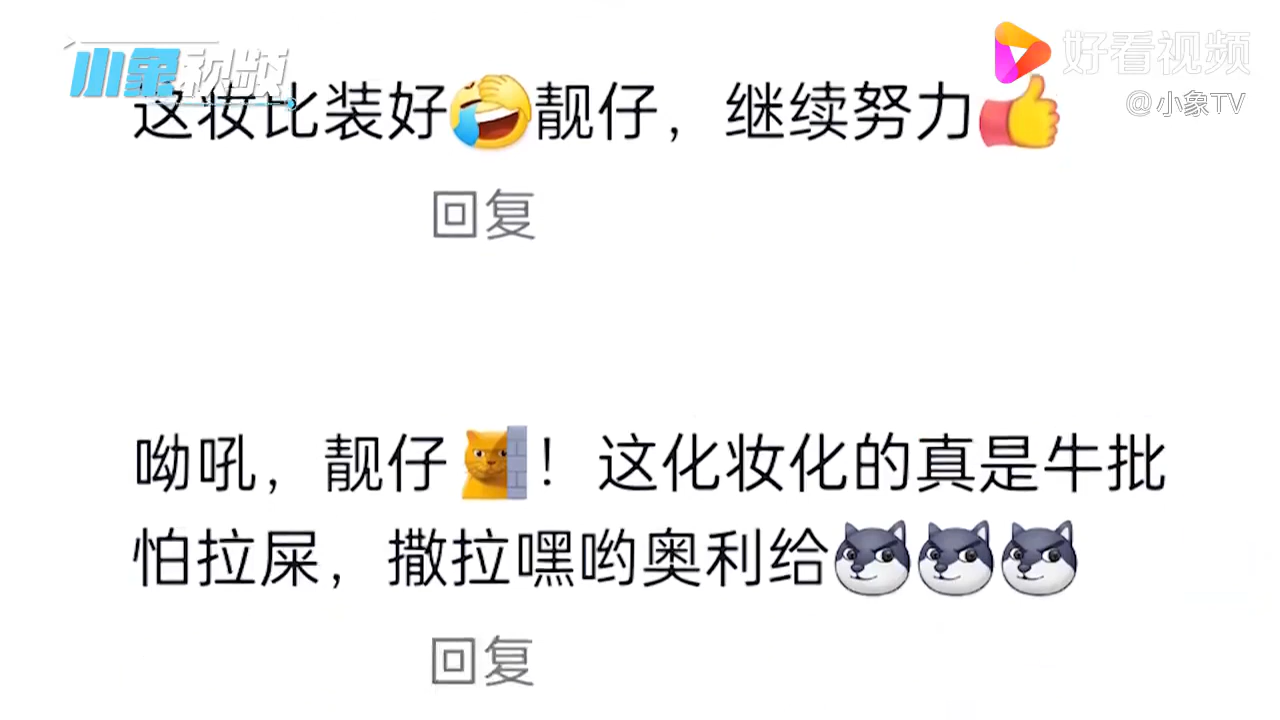 小象视频
好看视频
@小象TV
这妆比装好🤣靓仔，继续努力👍
回复
呦吼，靓仔！这化妆化的真是牛批
怕拉屎，撒拉嘿哟奥利给
回复